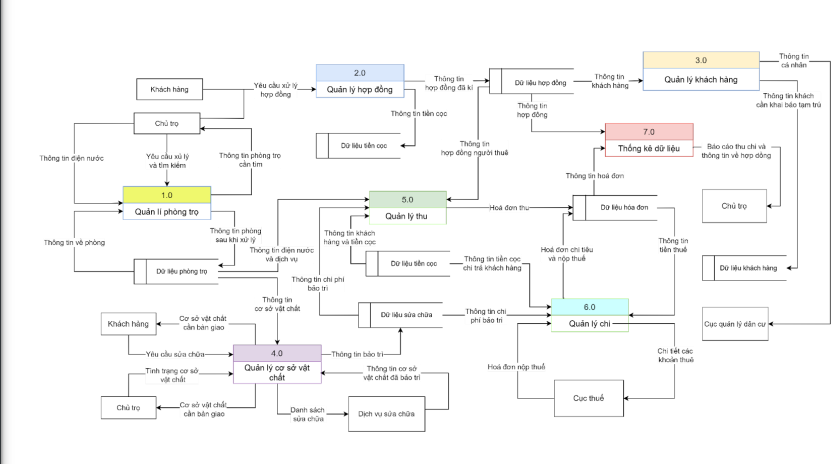 3.0
Quản lý khách hàng
Thông tin
cá nhân
2.0
Quản lý hợp đồng
Thông tin
hợp đồng đã kí
Dữ liệu hợp đồng
Thông tin
khách hàng
Khách hàng
Yêu cầu xử lý
hợp đồng
Thông tin khách
cần khai báo tạm trú
Thông tin tiền cọc
Thông tin
hợp đồng
Chủ trọ
7.0
Thống kê dữ liệu
Dữ liệu tiền cọc
Thông tin
hợp đồng người thuê
Báo cáo thu chi và
thông tin về hợp đồng
Thông tin điện nước
Yêu cầu xử lý
và tìm kiếm
Thông tin phòng trọ
cần tìm
Thông tin hoá đơn
1.0
Quản lí phòng trọ
5.0
Quản lý thu
Hoá đơn thu
Dữ liệu hóa đơn
Chủ trọ
Thông tin phòng
sau khi xử lý
Thông tin khách
hàng và tiền cọc
Thông tin về phòng
Thông tin điện nước
và dịch vụ
Hoá đơn chi tiêu
và nộp thuế
Thông tin
tiền thuê
Dữ liệu phòng trọ
Dữ liệu tiền cọc
Thông tin tiền cọc
chi trả khách hàng
Dữ liệu khách hàng
Thông tin chi phí
bảo trì
Thông tin
cơ sở vật chất
6.0
Quản lý chi
Dữ liệu sửa chữa
Thông tin chi
phí bảo trì
Cục quản lý dân cư
Khách hàng
Cơ sở vật chất
cần bàn giao
4.0
Quản lý cơ sở vật
chất
Yêu cầu sửa chữa
Thông tin bảo trì
Chi tiết các
khoản thuê
Tình trạng cơ sở
vật chất
Thông tin cơ sở
vật chất đã bảo trì
Hoá đơn nộp thuế
Chủ trọ
Cơ sở vật chất
cần bàn giao
Danh sách
sửa chữa
Dịch vụ sửa chữa
Cục thuế